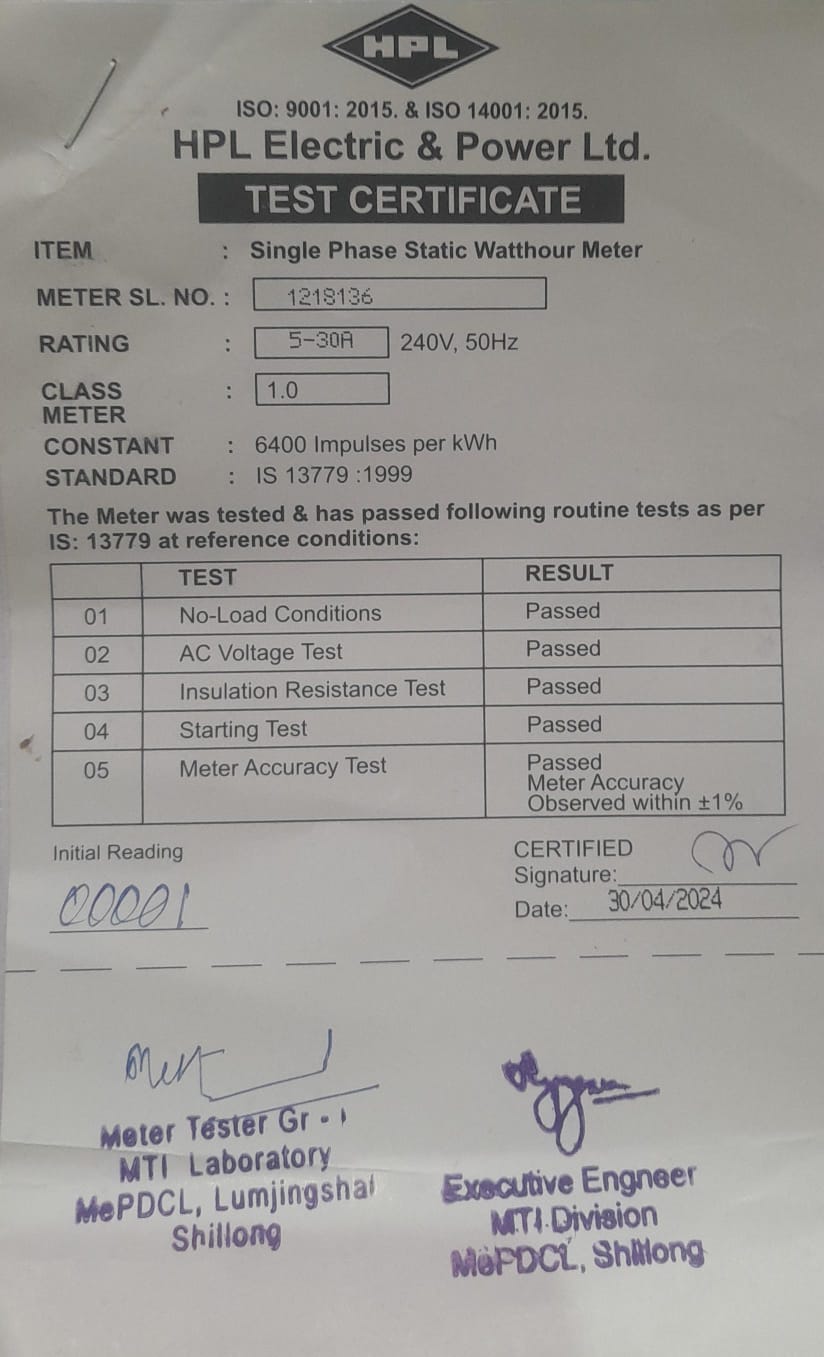 HPL
ISO: 9001: 2015. & ISO 14001: 2015.
HPL Electric & Power Ltd.
TEST CERTIFICATE
ITEM : Single Phase Static Watthour Meter
METER SL. NO. : 1218136
RATING : 5-30A 240V, 50Hz
CLASS : 1.0
METER
CONSTANT : 6400 Impulses per kWh
STANDARD : IS 13779 :1999
The Meter was tested & has passed following routine tests as per
IS: 13779 at reference conditions:
TEST RESULT
01 No-Load Conditions Passed
02 AC Voltage Test Passed
03 Insulation Resistance Test Passed
04 Starting Test Passed
05 Meter Accuracy Test Passed
Meter Accuracy
Observed within ±1%
Initial Reading
00001
CERTIFIED
Signature:
Date: 30/04/2024
Meter Tester Gr - I
MTI Laboratory
MePDCL, Lumjingshai
Shillong
Executive Engneer
MTI Division
MePDCL, Shillong